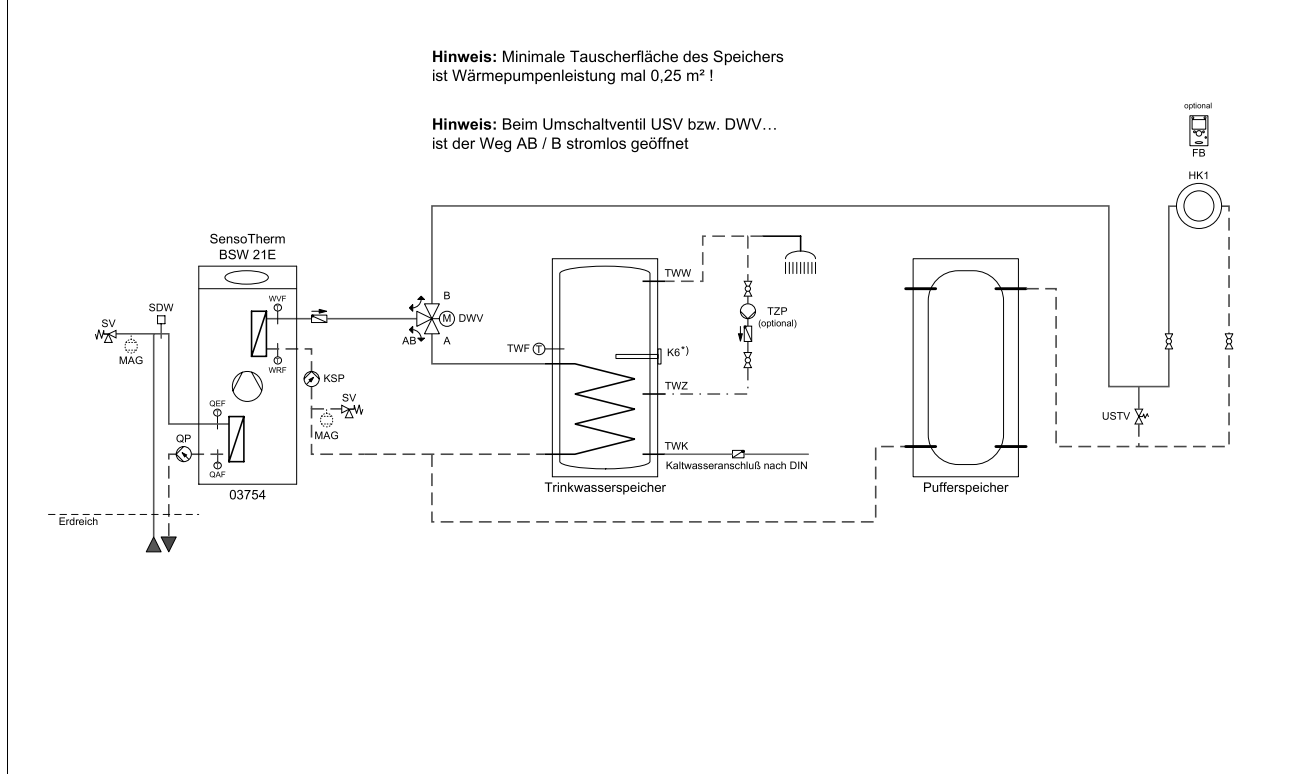 Hinweis: Minimale Tauscherfläche des Speichers
ist Wärmepumpenleistung mal 0,25 m² !
Hinweis: Beim Umschaltventil USV bzw. DWV…
ist der Weg AB / B stromlos geöffnet
optional
FB
HK1
SensoTherm
BSW 21E
WVF
WRF
QEF
QAF
03754
SDW
SV
MAG
QP
Erdreich
KSP
SV
MAG
B
M DWV
AB A
TWF T
TWW
K6*)
TWZ
TWK
Kaltwasseranschluß nach DIN
Trinkwasserspeicher
TZP
(optional)
Pufferspeicher
USTV